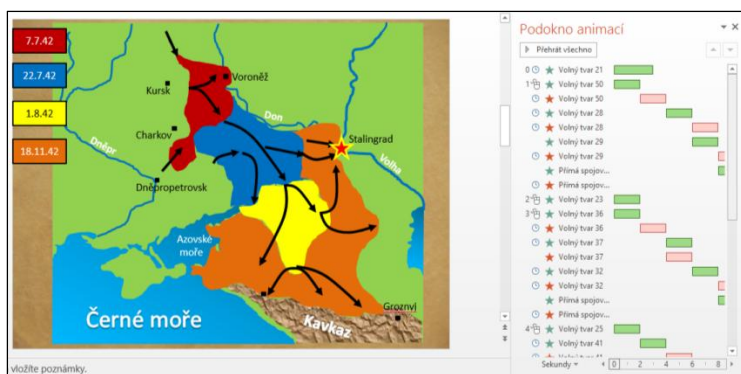 7.7.42
22.7.42
1.8.42
18.11.42
Voroněž
Kursk
Don
Charkov
Stalingrad
Dněpr
Volha
Dněpropetrovsk
Azovské
moře
Černé moře
Kavkaz
Groznyj
vložíte poznámky.
Podokno animací
Přehrát všechno
0 Volný tvar 21
1 Volný tvar 50
Volný tvar 50
Volný tvar 28
Volný tvar 28
Volný tvar 29
Volný tvar 29
Přímá spojov...
Přímá spojov...
2 Volný tvar 23
3 Volný tvar 36
Volný tvar 36
Volný tvar 37
Volný tvar 37
Volný tvar 32
Volný tvar 32
Přímá spojov...
Přímá spojov...
4 Volný tvar 25
Volný tvar 41
Volný tvar 41
Sekundy 0 2 4 6 8